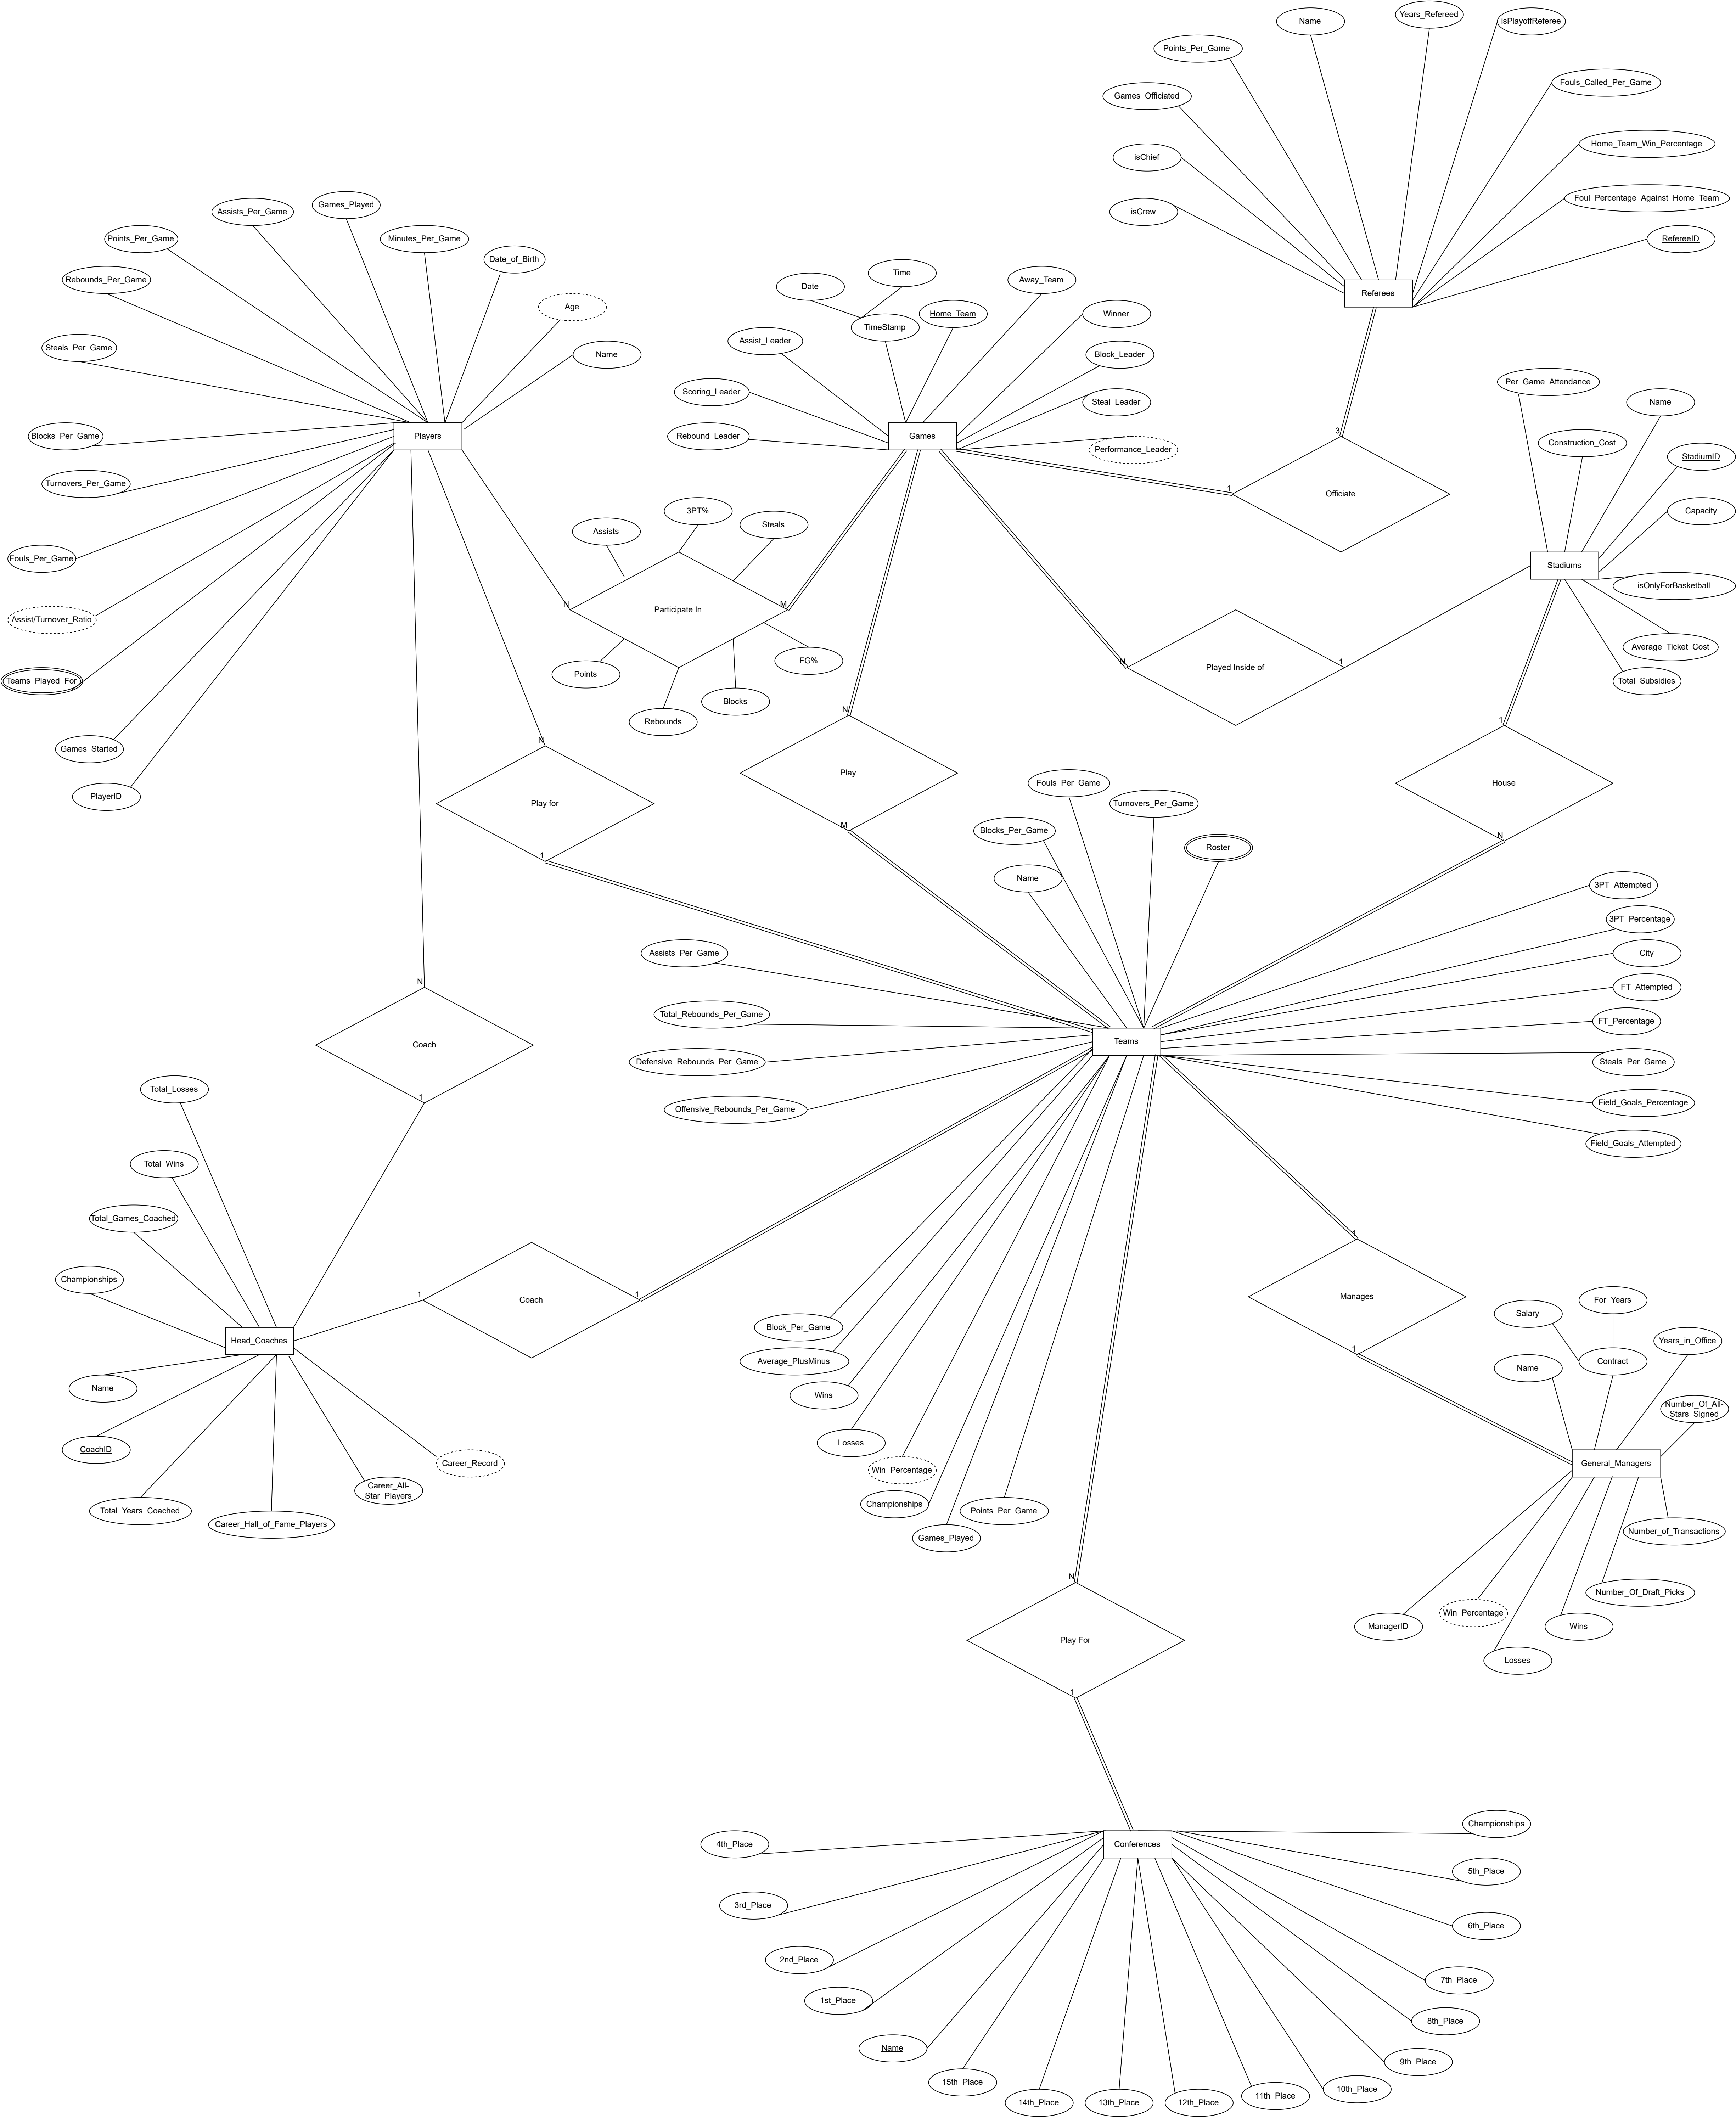 Years_Refereed
Name
isPlayoffReferee
Points_Per_Game
Fouls_Called_Per_Game
Games_Officiated
Home_Team_Win_Percentage
isChief
Foul_Percentage_Against_Home_Team
isCrew
RefereeID
Referees
Games_Played
Assists_Per_Game
Points_Per_Game
Minutes_Per_Game
Date_of_Birth
Rebounds_Per_Game
Age
Steals_Per_Game
Name
Blocks_Per_Game
Players
Turnovers_Per_Game
Fouls_Per_Game
Assist/Turnover_Ratio
Teams_Played_For
Games_Started
PlayerID
Time
Date
Away_Team
Home_Team
Winner
TimeStamp
Assist_Leader
Block_Leader
Scoring_Leader
Steal_Leader
Rebound_Leader
Games
Performance_Leader
3
1
Officiate
Per_Game_Attendance
Name
Construction_Cost
StadiumID
Capacity
Stadiums
isOnlyForBasketball
Average_Ticket_Cost
Total_Subsidies
3PT%
Steals
Assists
N
M
Participate In
FG%
Points
Blocks
Rebounds
N
1
Played Inside of
N
Play
M
N
Play for
1
1
House
N
Fouls_Per_Game
Turnovers_Per_Game
Blocks_Per_Game
Roster
Name
3PT_Attempted
3PT_Percentage
City
FT_Attempted
FT_Percentage
Steals_Per_Game
Field_Goals_Percentage
Field_Goals_Attempted
Assists_Per_Game
Total_Rebounds_Per_Game
Teams
Defensive_Rebounds_Per_Game
Offensive_Rebounds_Per_Game
N
Coach
1
Total_Losses
Total_Wins
Total_Games_Coached
Championships
Head_Coaches
Name
CoachID
Career_Record
Career_All-
Star_Players
Total_Years_Coached
Career_Hall_of_Fame_Players
1
1
Coach
Block_Per_Game
Average_PlusMinus
Wins
Losses
Win_Percentage
Championships
Points_Per_Game
Games_Played
1
Manages
1
For_Years
Salary
Years_in_Office
Contract
Name
Number_Of_All-
Stars_Signed
General_Managers
Number_of_Transactions
Number_Of_Draft_Picks
Win_Percentage
ManagerID
Wins
Losses
N
Play For
1
Championships
4th_Place
Conferences
5th_Place
3rd_Place
6th_Place
2nd_Place
7th_Place
1st_Place
8th_Place
Name
9th_Place
15th_Place
10th_Place
11th_Place
14th_Place
13th_Place
12th_Place